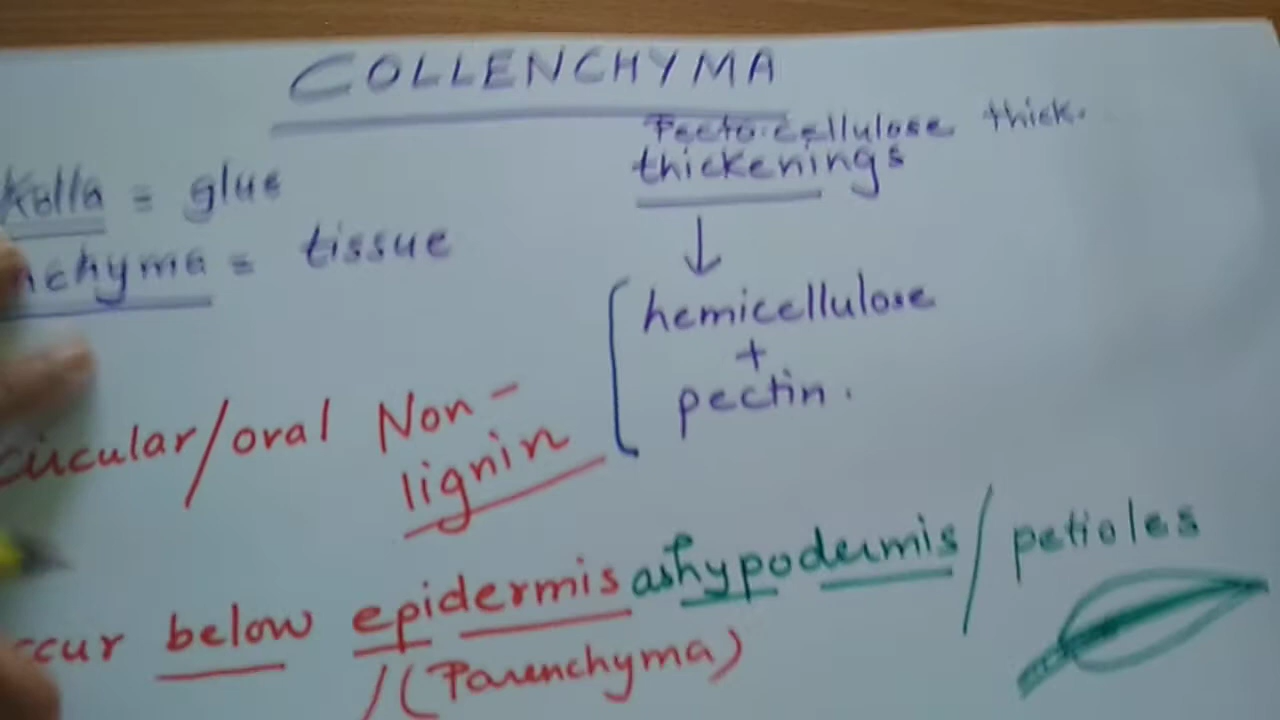 COLLENCHYMA
Pecto.cellulose thick.
thickenings
Kolla = glue
nchyma = tissue
hemicellulose
+
pectin.
circular/oral Non-
lignin
ccur below epidermis as hypodermis / petioles
/(Parenchyma)